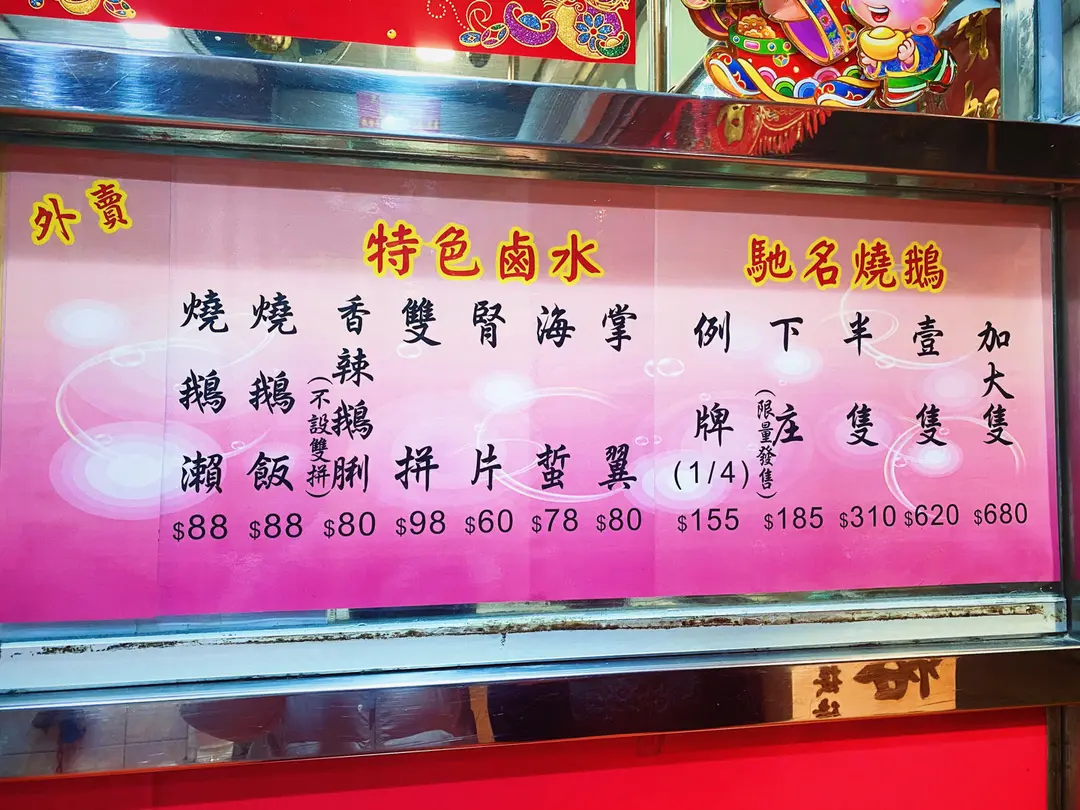 外賣
特色鹵水
燒鵝瀨 $88
燒鵝飯 $88
香辣鵝脷 (不設雙拼) $80
雙拼 $98
腎片 $60
海蜇 $78
掌翼 $80
馳名燒鵝
例牌 (1/4) $155
下庄 (限量發售) $185
半隻 $310
壹隻 $620
加大隻 $680